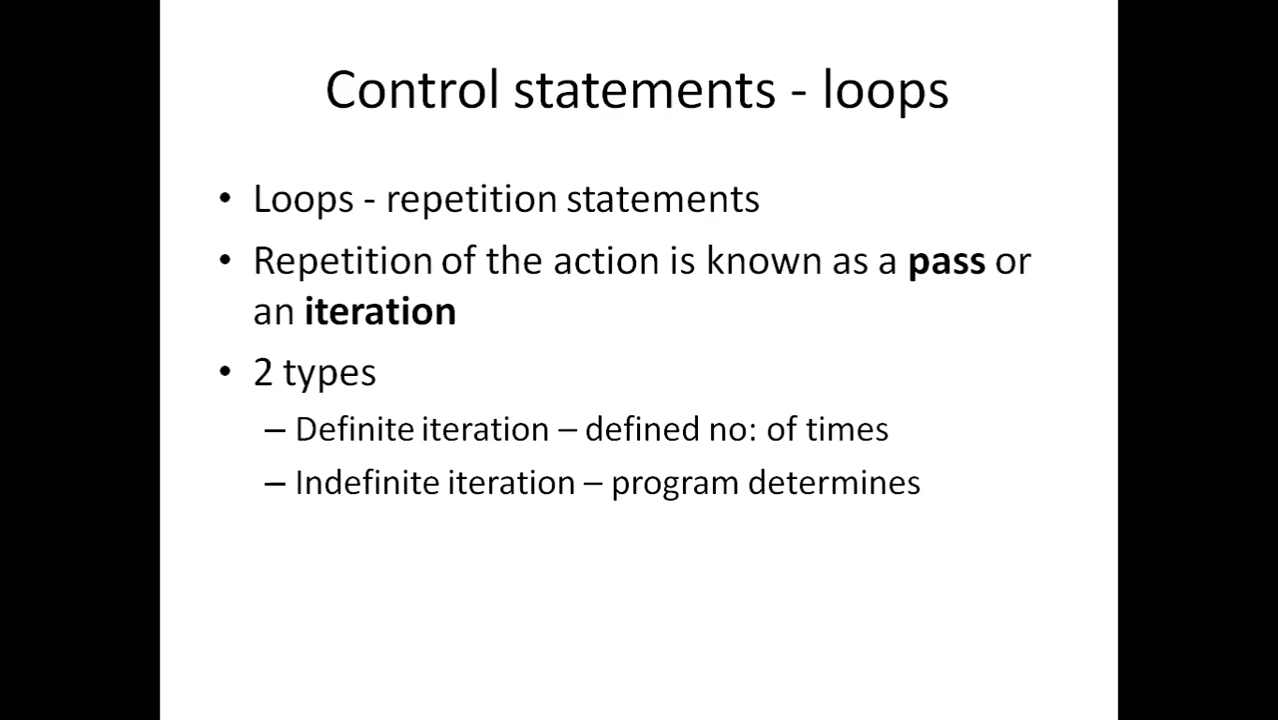 Control statements - loops
• Loops - repetition statements
• Repetition of the action is known as a pass or
an iteration
• 2 types
– Definite iteration – defined no: of times
– Indefinite iteration – program determines